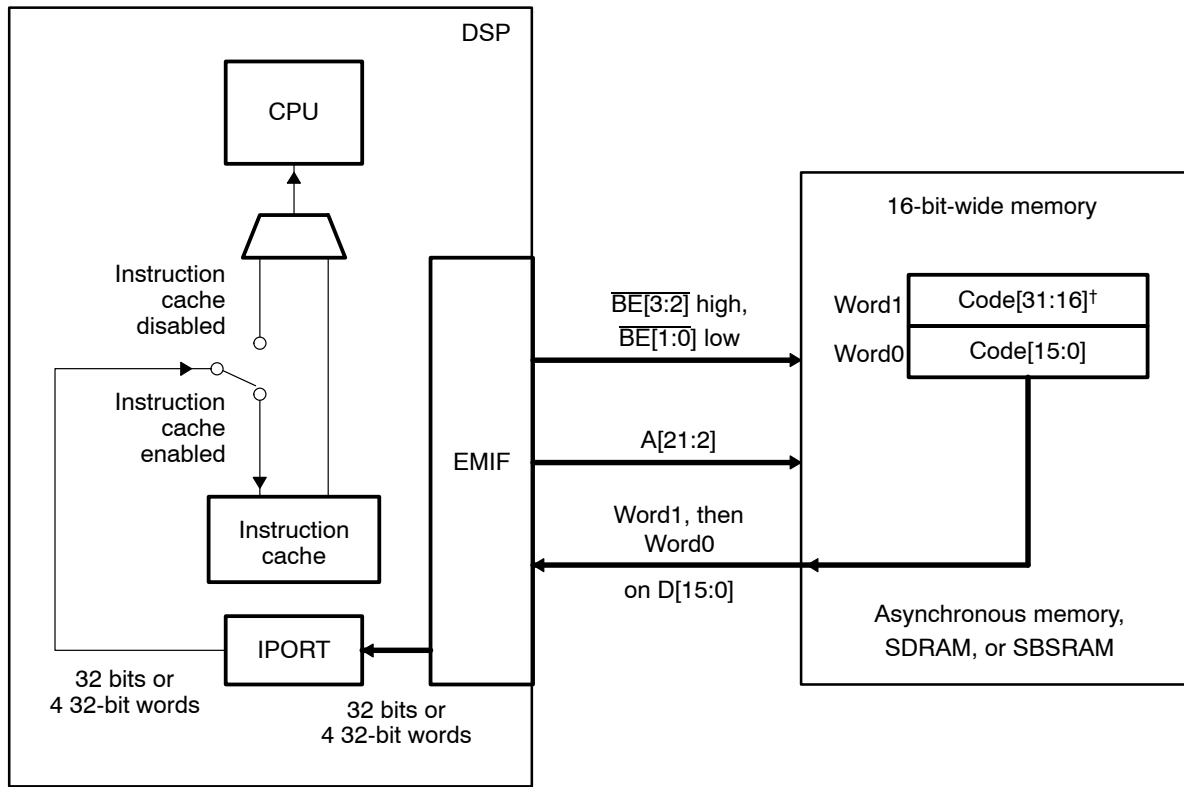 DSP
CPU
Instruction
cache
disabled
Instruction
cache
enabled
Instruction
cache
IPORT
32 bits or
4 32-bit words
32 bits or
4 32-bit words
EMIF
BE[3:2] high,
BE[1:0] low
A[21:2]
Word1, then
Word0
on D[15:0]
16-bit-wide memory
Word1 Code[31:16]†
Word0 Code[15:0]
Asynchronous memory,
SDRAM, or SBSRAM